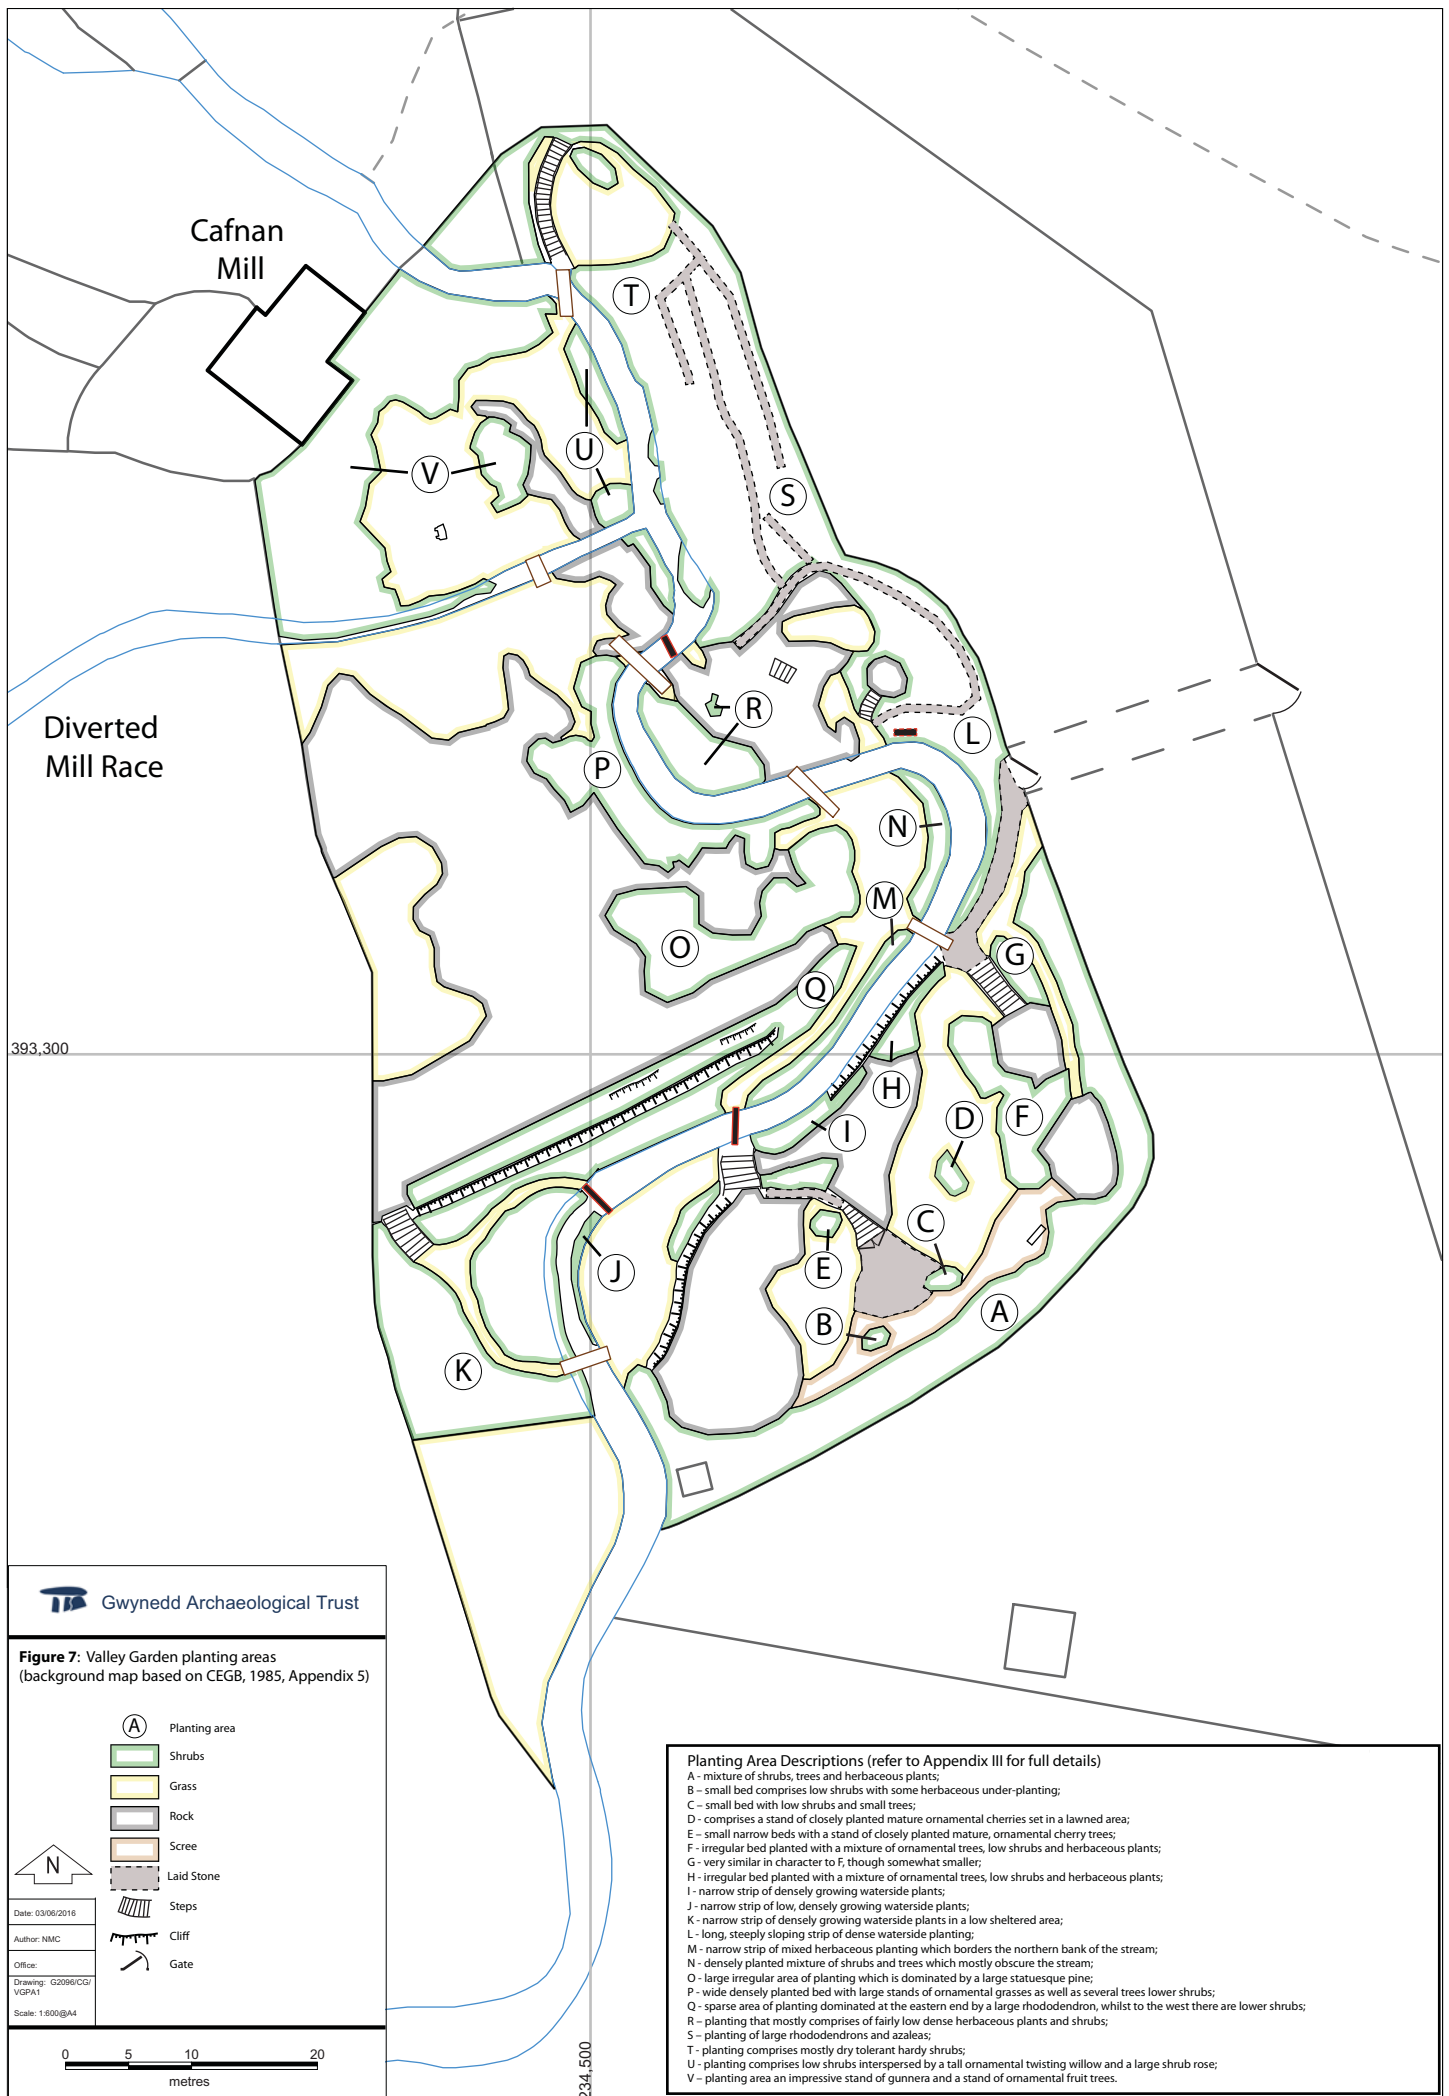 Cafnan
Mill
T
U
V
S
Diverted
Mill Race
R
L
P
N
M
O
G
Q
393,300
H
D
F
I
C
J
E
A
B
K
Gwynedd Archaeological Trust
Figure 7: Valley Garden planting areas
(background map based on CEGB, 1985, Appendix 5)
A Planting area
Shrubs
Grass
Rock
Scree
Laid Stone
Steps
Cliff
Gate
N
Date: 03/06/2016
Author: NMC
Office:
Drawing: G2096/CG/
VGPA1
Scale: 1:600@A4
0 5 10 20
metres
234,500
Planting Area Descriptions (refer to Appendix III for full details)
A - mixture of shrubs, trees and herbaceous plants;
B – small bed comprises low shrubs with some herbaceous under-planting;
C – small bed with low shrubs and small trees;
D - comprises a stand of closely planted mature ornamental cherries set in a lawned area;
E – small narrow beds with a stand of closely planted mature, ornamental cherry trees;
F - irregular bed planted with a mixture of ornamental trees, low shrubs and herbaceous plants;
G - very similar in character to F, though somewhat smaller;
H - irregular bed planted with a mixture of ornamental trees, low shrubs and herbaceous plants;
I - narrow strip of densely growing waterside plants;
J - narrow strip of low, densely growing waterside plants;
K - narrow strip of densely growing waterside plants in a low sheltered area;
L - long, steeply sloping strip of dense waterside planting;
M - narrow strip of mixed herbaceous planting which borders the northern bank of the stream;
N - densely planted mixture of shrubs and trees which mostly obscure the stream;
O - large irregular area of planting which is dominated by a large statuesque pine;
P - wide densely planted bed with large stands of ornamental grasses as well as several trees lower shrubs;
Q - sparse area of planting dominated at the eastern end by a large rhododendron, whilst to the west there are lower shrubs;
R – planting that mostly comprises of fairly low dense herbaceous plants and shrubs;
S – planting of large rhododendrons and azaleas;
T - planting comprises mostly dry tolerant hardy shrubs;
U - planting comprises low shrubs interspersed by a tall ornamental twisting willow and a large shrub rose;
V – planting area an impressive stand of gunnera and a stand of ornamental fruit trees.